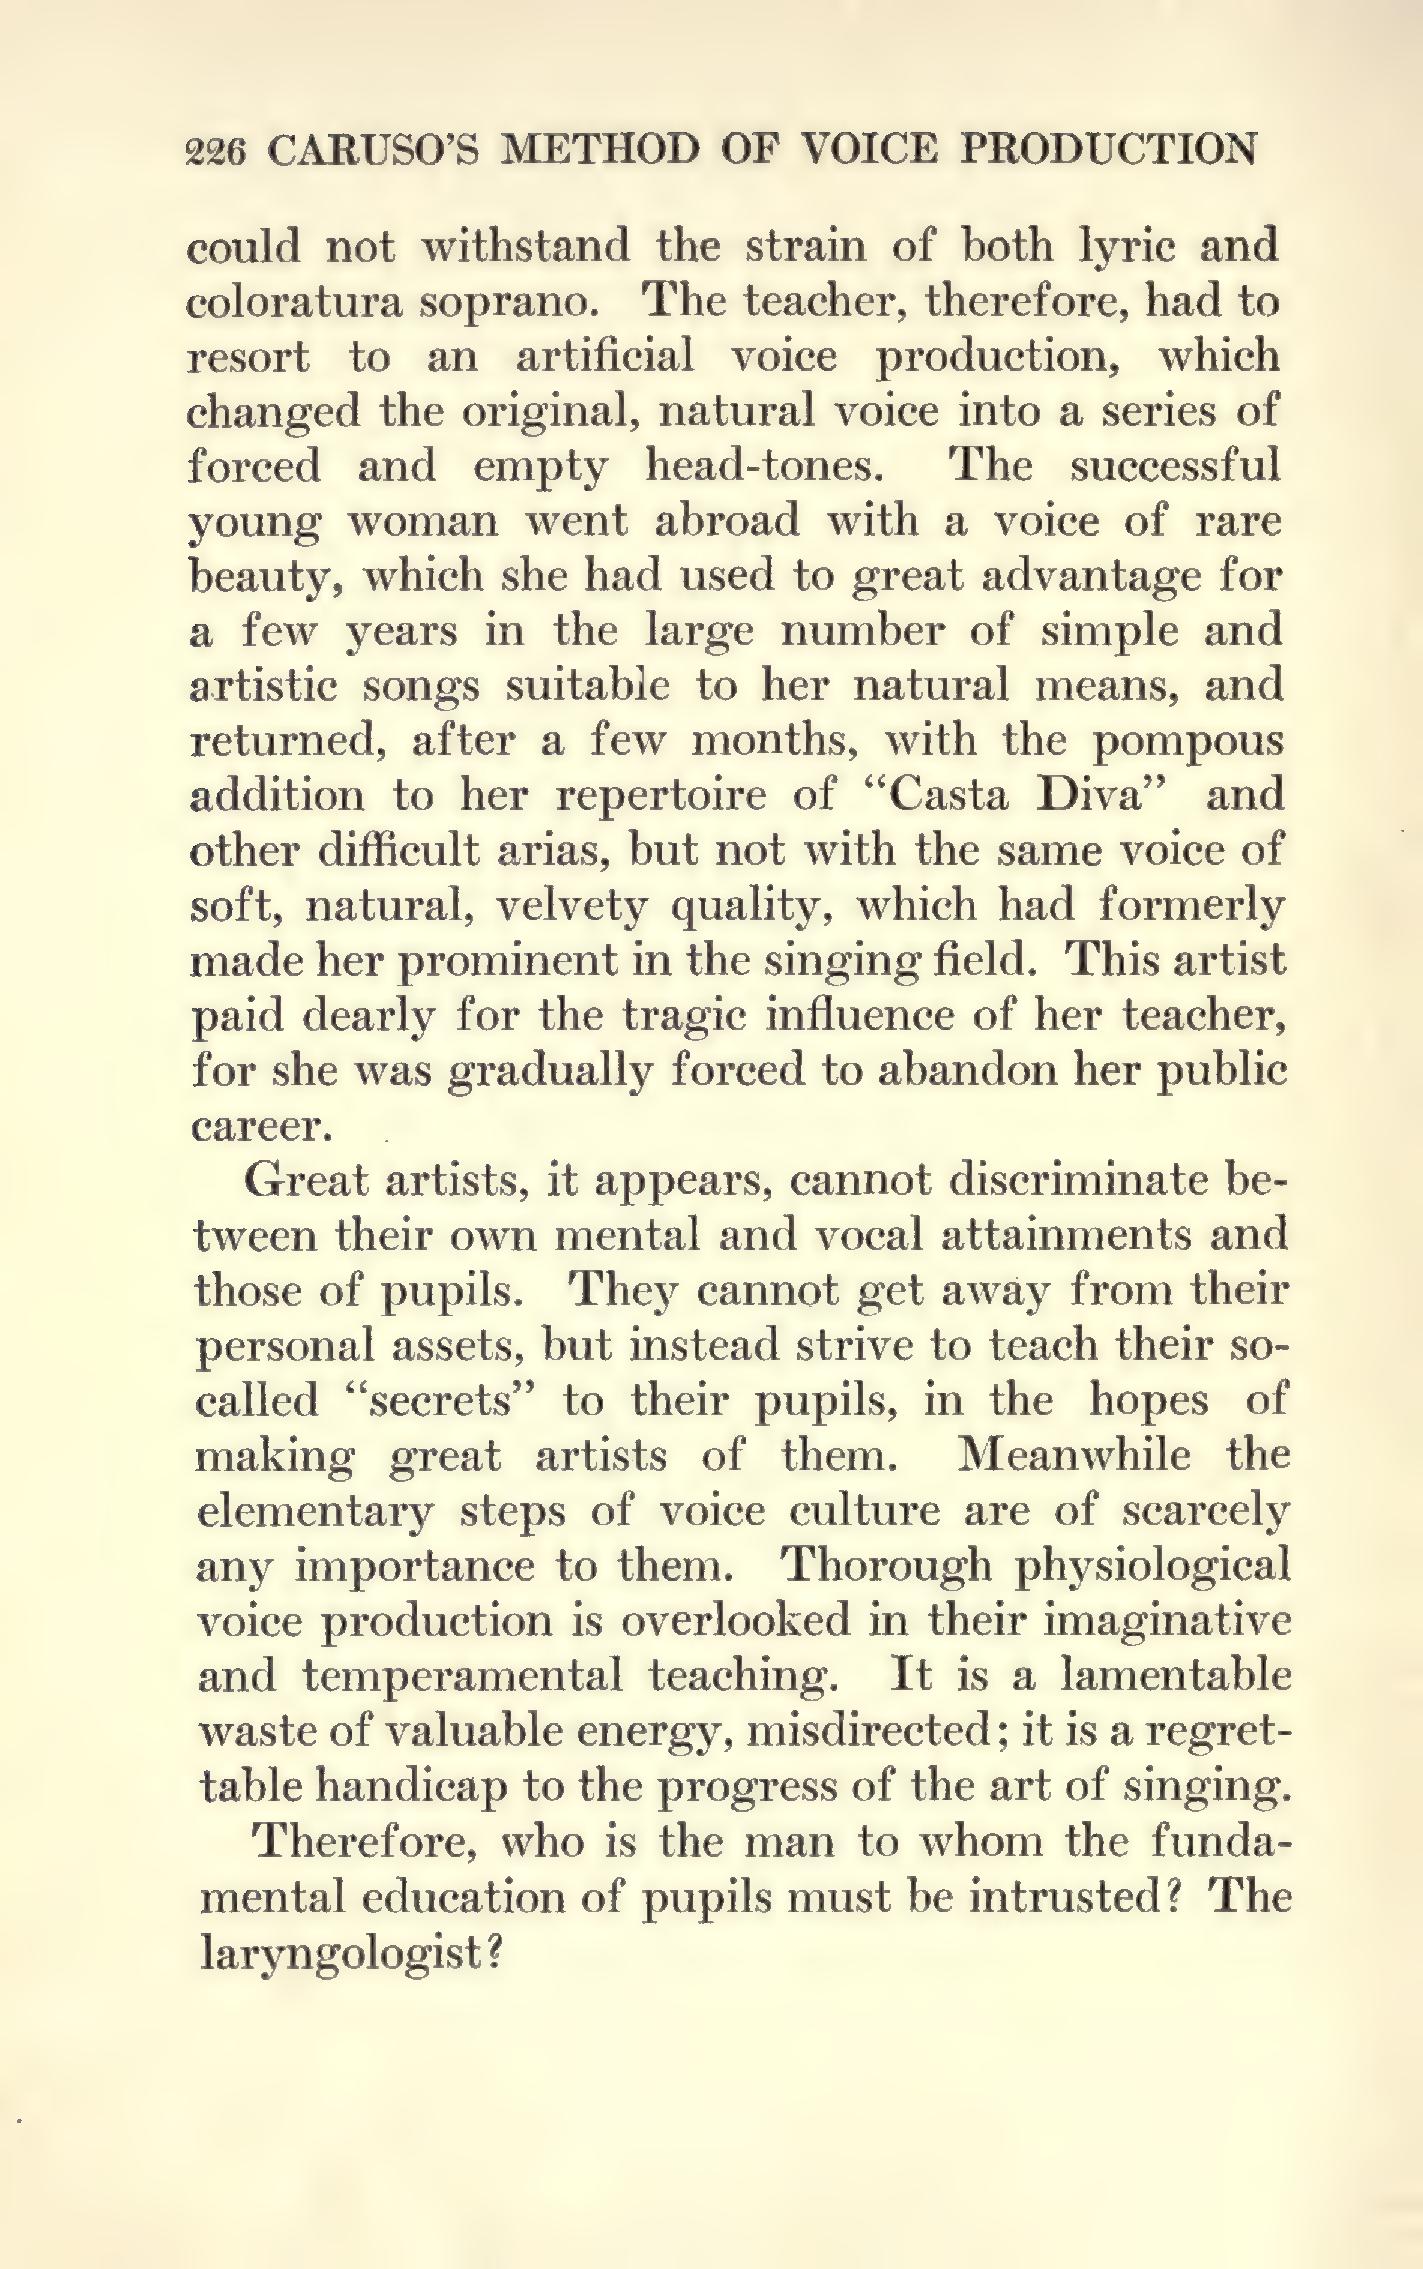 226 CARUSO'S METHOD OF VOICE PRODUCTION
could not withstand the strain of both lyric and
coloratura soprano. The teacher, therefore, had to
resort to an artificial voice production, which
changed the original, natural voice into a series of
forced and empty head-tones. The successful
young woman went abroad with a voice of rare
beauty, which she had used to great advantage for
a few years in the large number of simple and
artistic songs suitable to her natural means, and
returned, after a few months, with the pompous
addition to her repertoire of “Casta Diva” and
other difficult arias, but not with the same voice of
soft, natural, velvety quality, which had formerly
made her prominent in the singing field. This artist
paid dearly for the tragic influence of her teacher,
for she was gradually forced to abandon her public
career.
Great artists, it appears, cannot discriminate be-
tween their own mental and vocal attainments and
those of pupils. They cannot get away from their
personal assets, but instead strive to teach their so-
called “secrets” to their pupils, in the hopes of
making great artists of them. Meanwhile the
elementary steps of voice culture are of scarcely
any importance to them. Thorough physiological
voice production is overlooked in their imaginative
and temperamental teaching. It is a lamentable
waste of valuable energy, misdirected; it is a regret-
table handicap to the progress of the art of singing.
Therefore, who is the man to whom the funda-
mental education of pupils must be intrusted? The
laryngologist?